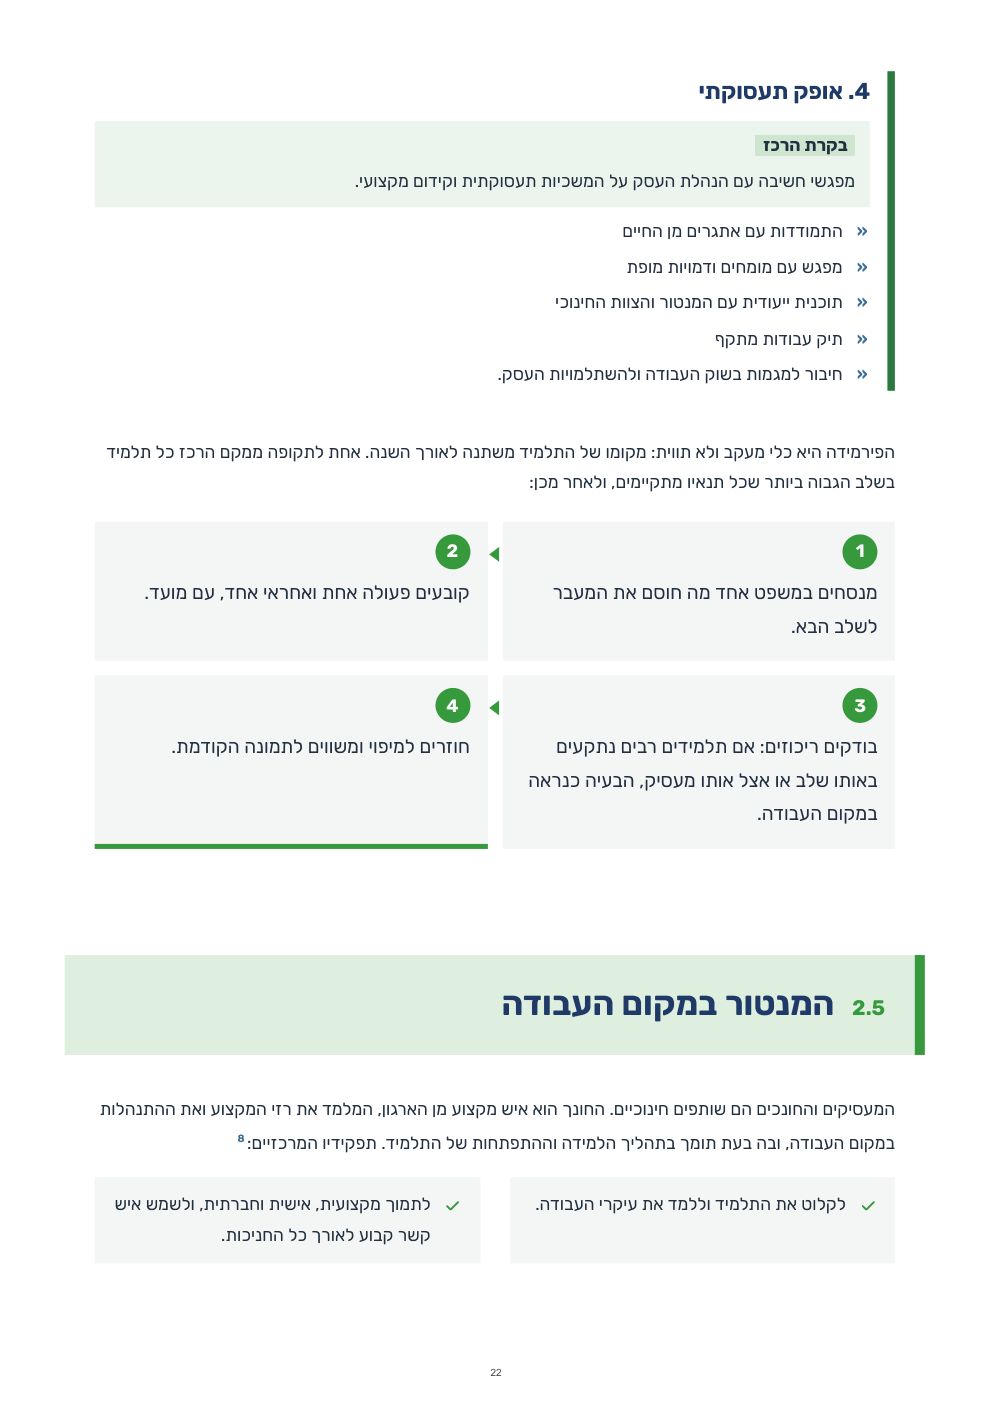 4. אופק תעסוקתי
בקרת הרכז
מפגשי חשיבה עם הנהלת העסק על המשכיות תעסוקתית וקידום מקצועי.
» התמודדות עם אתגרים מן החיים
» מפגש עם מומחים ודמויות מופת
» תוכנית ייעודית עם המנטור והצוות החינוכי
» תיק עבודות מתקף
» חיבור למגמות בשוק העבודה ולהשתלמויות העסק.
הפירמידה היא כלי מעקב ולא תווית: מקומו של התלמיד משתנה לאורך השנה. אחת לתקופה ממקם הרכז כל תלמיד
בשלב הגבוה ביותר שכל תנאיו מתקיימים, ולאחר מכן:
1
מנסחים במשפט אחד מה חוסם את המעבר
לשלב הבא.
2
קובעים פעולה אחת ואחראי אחד, עם מועד.
3
בודקים ריכוזים: אם תלמידים רבים נתקעים
באותו שלב או אצל אותו מעסיק, הבעיה כנראה
במקום העבודה.
4
חוזרים למיפוי ומשווים לתמונה הקודמת.
2.5 המנטור במקום העבודה
המעסיקים והחונכים הם שותפים חינוכיים. החונך הוא איש מקצוע מן הארגון, המלמד את רזי המקצוע ואת ההתנהלות
במקום העבודה, ובה בעת תומך בתהליך הלמידה וההתפתחות של התלמיד. תפקידיו המרכזיים:⁸
✓ לקלוט את התלמיד וללמד את עיקרי העבודה.
✓ לתמוך מקצועית, אישית וחברתית, ולשמש איש
קשר קבוע לאורך כל החניכות.
22